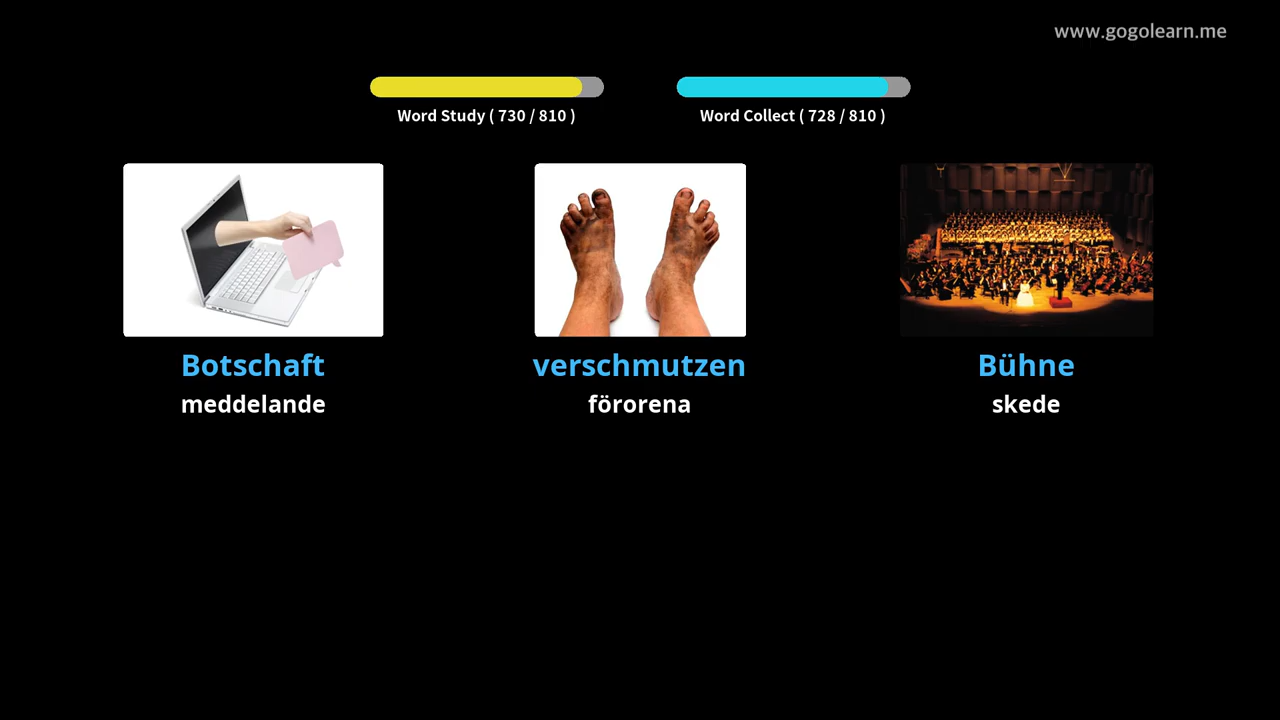 www.gogolearn.me
Word Study ( 730 / 810 )
Word Collect ( 728 / 810 )
Botschaft
meddelande
verschmutzen
förorena
Bühne
skede